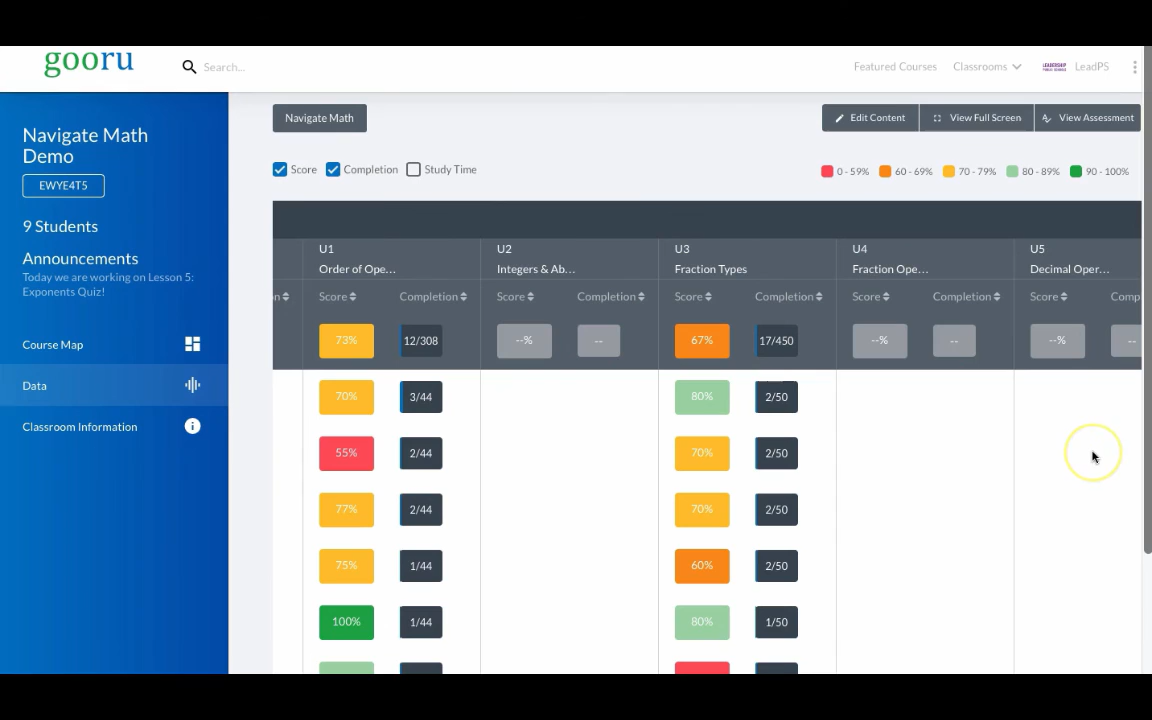 gooru
Search...
Featured Courses
Classrooms
LEADERSHIP
PUBLIC SCHOOLS
LeadPS
Navigate Math
Demo
EWYE4T5
9 Students
Announcements
Today we are working on Lesson 5:
Exponents Quiz!
Course Map
Data
Classroom Information
Navigate Math
Edit Content
View Full Screen
View Assessment
Score
Completion
Study Time
0 - 59%
60 - 69%
70 - 79%
80 - 89%
90 - 100%
U1 U2 U3 U4 U5
Order of Ope... Integers & Ab... Fraction Types Fraction Ope... Decimal Oper...
n Score Completion Score Completion Score Completion Score Completion Score Comp
73% 12/308 --% -- 67% 17/450 --% -- --% --
70% 3/44 80% 2/50
55% 2/44 70% 2/50
77% 2/44 70% 2/50
75% 1/44 60% 2/50
100% 1/44 80% 1/50